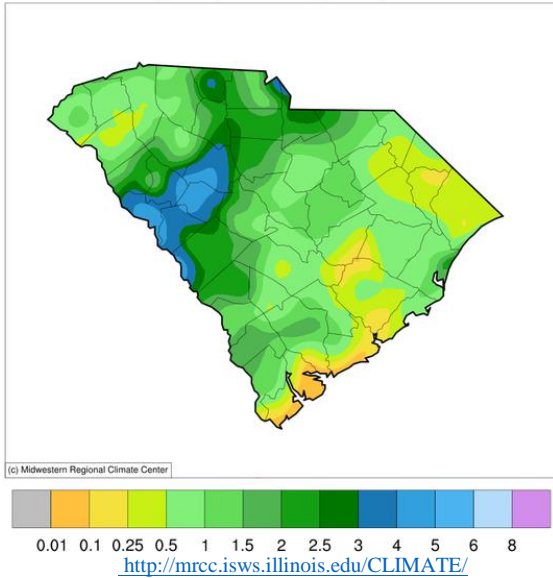 (c) Midwestern Regional Climate Center
0.01 0.1 0.25 0.5 1 1.5 2 2.5 3 4 5 6 8
http://mrcc.isws.illinois.edu/CLIMATE/